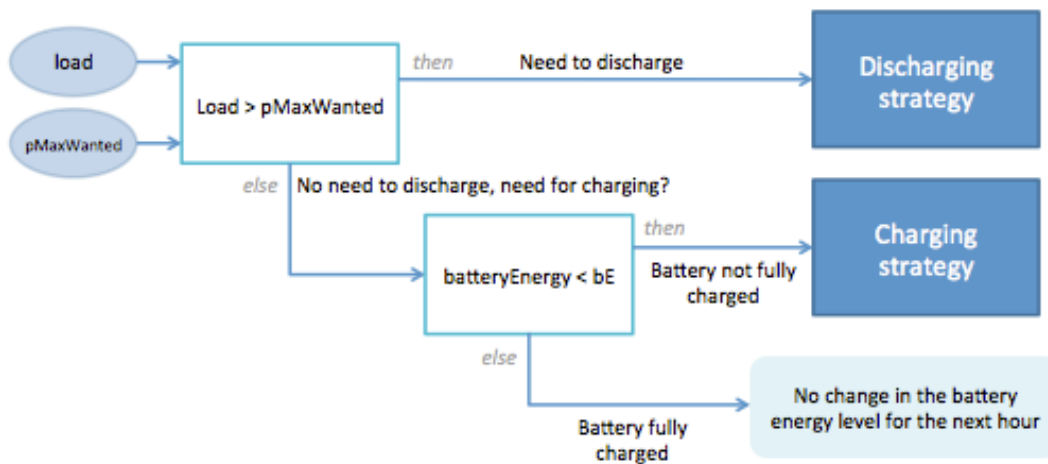 load
pMaxWanted
Load > pMaxWanted
then
Need to discharge
Discharging
strategy
else
No need to discharge, need for charging?
batteryEnergy < bE
then
Battery not fully
charged
Charging
strategy
else
Battery fully
charged
No change in the battery
energy level for the next hour